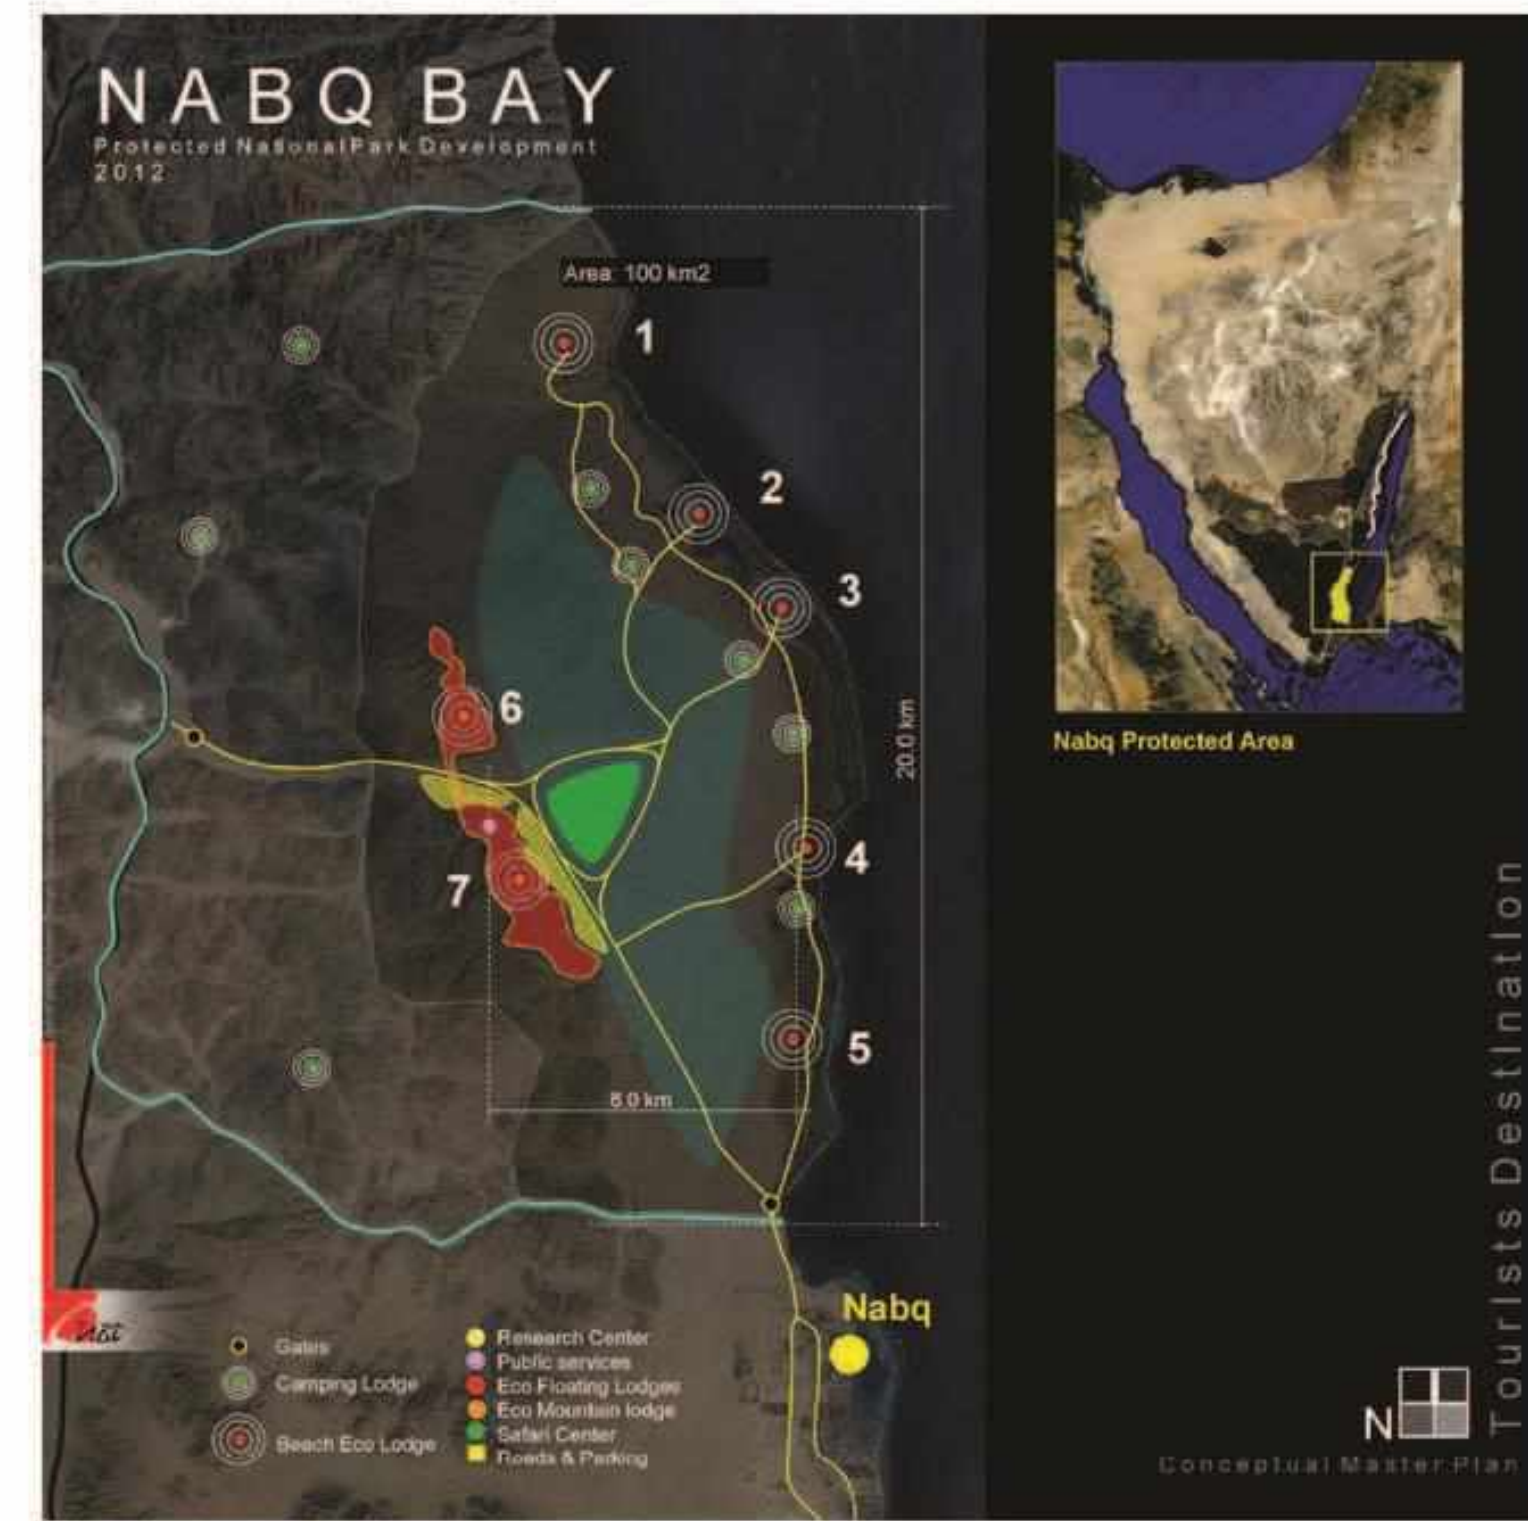 NABQ BAY
Protected National Park Development
2012
Area: 100 km2
1
2
3
6
4
7
5
20.0 km
8.0 km
Nabq
Gates
Camping Lodge
Beach Eco Lodge
Research Center
Public services
Eco Floating Lodges
Eco Mountain lodge
Safari Center
Roads & Parking
Nabq Protected Area
Tourists Destination
N
Conceptual Master Plan